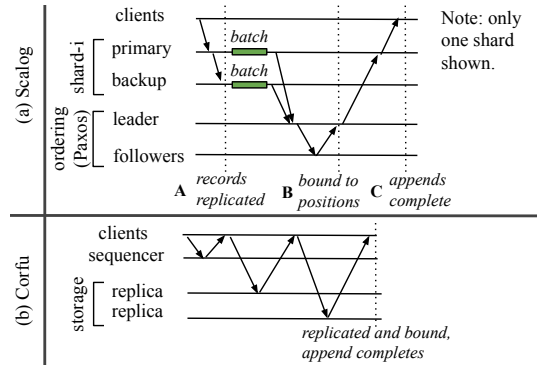 (a) Scalog
clients
Note: only
one shard
shown.
shard-i
primary
batch
backup
batch
ordering
(Paxos)
leader
followers
A records
replicated
B bound to
positions
C appends
complete
(b) Corfu
clients
sequencer
storage
replica
replica
replicated and bound,
append completes